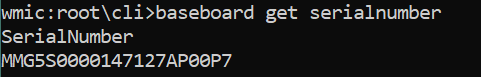 wmic:root\cli>baseboard get serialnumber
SerialNumber
MMG5S0000147127AP00P7